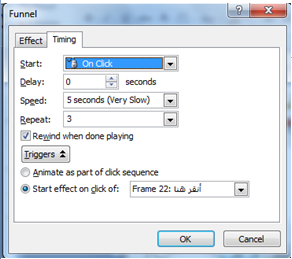 Funnel
Effect Timing
Start: On Click
Delay: 0 seconds
Speed: 5 seconds (Very Slow)
Repeat: 3
Rewind when done playing
Triggers
Animate as part of click sequence
Start effect on click of: Frame 22: أنقر هنا
OK Cancel